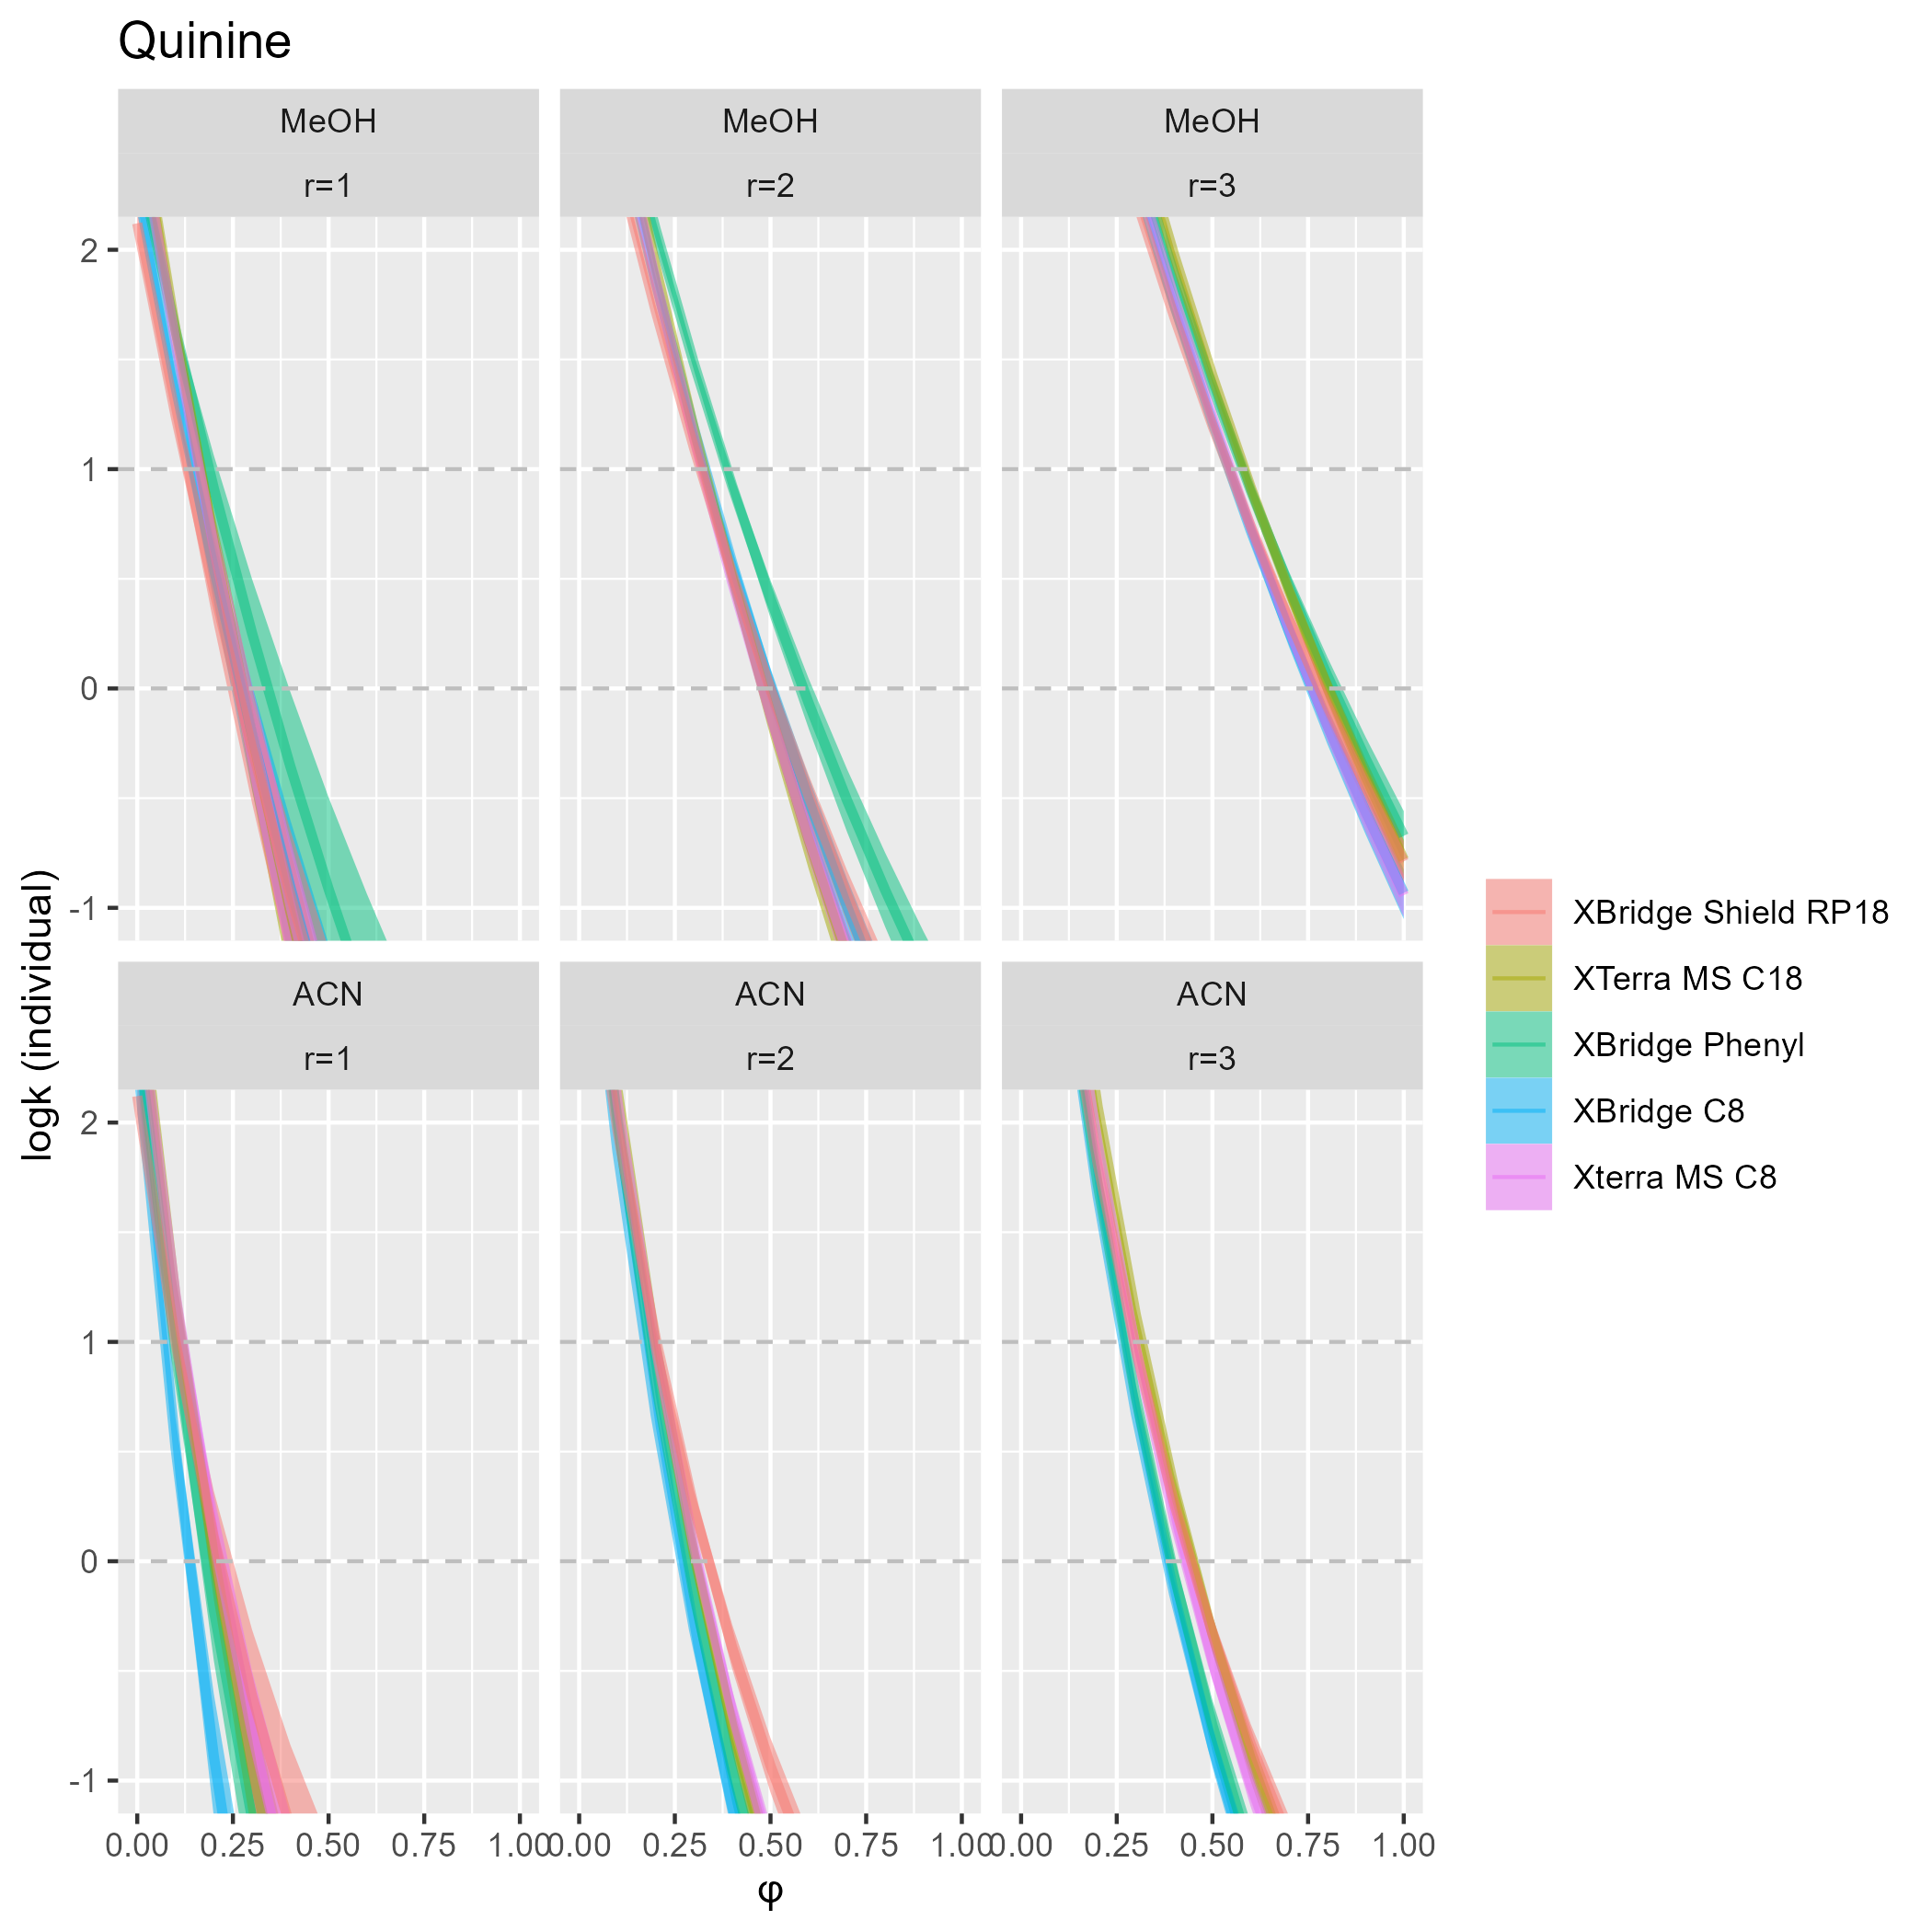 Quinine
MeOH MeOH MeOH
r=1 r=2 r=3
2
1
0
-1
ACN ACN ACN
r=1 r=2 r=3
2
1
0
-1
0.00 0.25 0.50 0.75 1.00 0.00 0.25 0.50 0.75 1.00 0.00 0.25 0.50 0.75 1.00
φ
logk (individual)
XBridge Shield RP18
XTerra MS C18
XBridge Phenyl
XBridge C8
Xterra MS C8